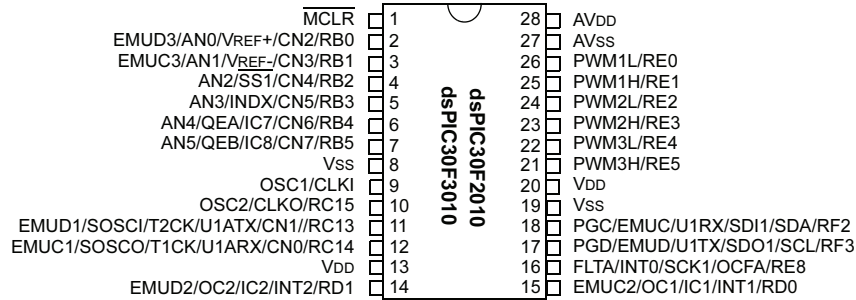 MCLR 1
EMUD3/AN0/VREF+/CN2/RB0 2
EMUC3/AN1/VREF-/CN3/RB1 3
AN2/SS1/CN4/RB2 4
AN3/INDX/CN5/RB3 5
AN4/QEA/IC7/CN6/RB4 6
AN5/QEB/IC8/CN7/RB5 7
VSS 8
OSC1/CLKI 9
OSC2/CLKO/RC15 10
EMUD1/SOSCI/T2CK/U1ATX/CN1//RC13 11
EMUC1/SOSCO/T1CK/U1ARX/CN0/RC14 12
VDD 13
EMUD2/OC2/IC2/INT2/RD1 14
dsPIC30F2010
dsPIC30F3010
28 AVDD
27 AVSS
26 PWM1L/RE0
25 PWM1H/RE1
24 PWM2L/RE2
23 PWM2H/RE3
22 PWM3L/RE4
21 PWM3H/RE5
20 VDD
19 VSS
18 PGC/EMUC/U1RX/SDI1/SDA/RF2
17 PGD/EMUD/U1TX/SDO1/SCL/RF3
16 FLTA/INT0/SCK1/OCFA/RE8
15 EMUC2/OC1/IC1/INT1/RD0